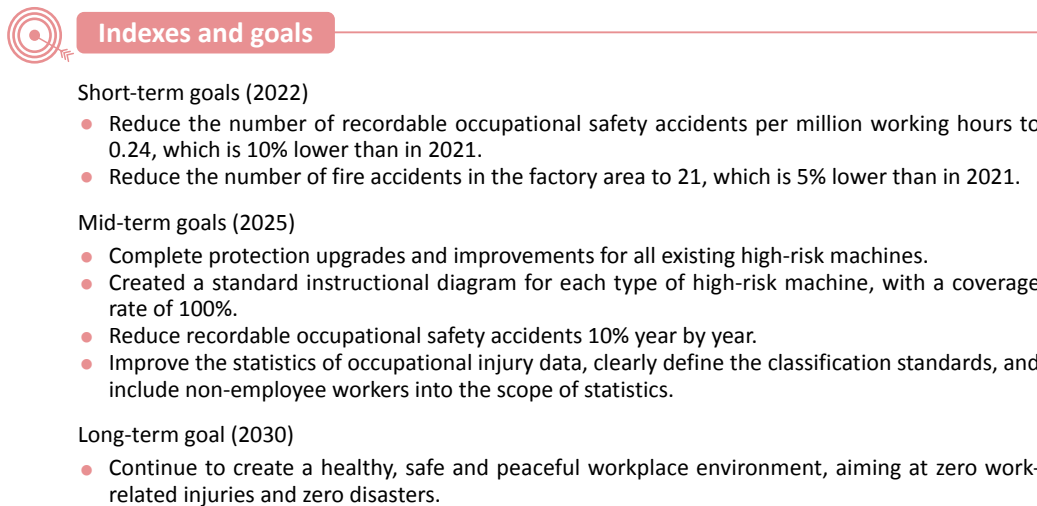 Indexes and goals
Short-term goals (2022)
Reduce the number of recordable occupational safety accidents per million working hours to
0.24, which is 10% lower than in 2021.
Reduce the number of fire accidents in the factory area to 21, which is 5% lower than in 2021.
Mid-term goals (2025)
Complete protection upgrades and improvements for all existing high-risk machines.
Created a standard instructional diagram for each type of high-risk machine, with a coverage
rate of 100%.
Reduce recordable occupational safety accidents 10% year by year.
Improve the statistics of occupational injury data, clearly define the classification standards, and
include non-employee workers into the scope of statistics.
Long-term goal (2030)
Continue to create a healthy, safe and peaceful workplace environment, aiming at zero work-
related injuries and zero disasters.